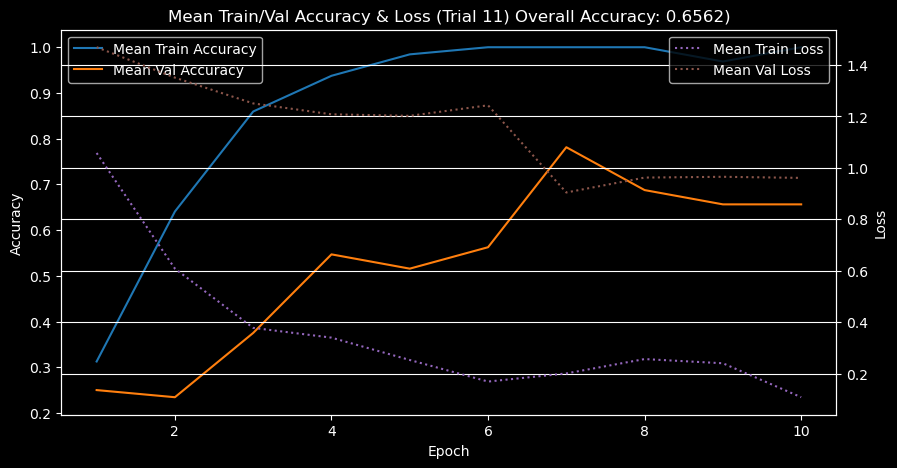 Mean Train/Val Accuracy & Loss (Trial 11) Overall Accuracy: 0.6562)
Mean Train Accuracy
Mean Val Accuracy
Mean Train Loss
Mean Val Loss
1.0
0.9
0.8
0.7
0.6
0.5
0.4
0.3
0.2
Accuracy
1.4
1.2
1.0
0.8
0.6
0.4
0.2
Loss
2 4 6 8 10
Epoch